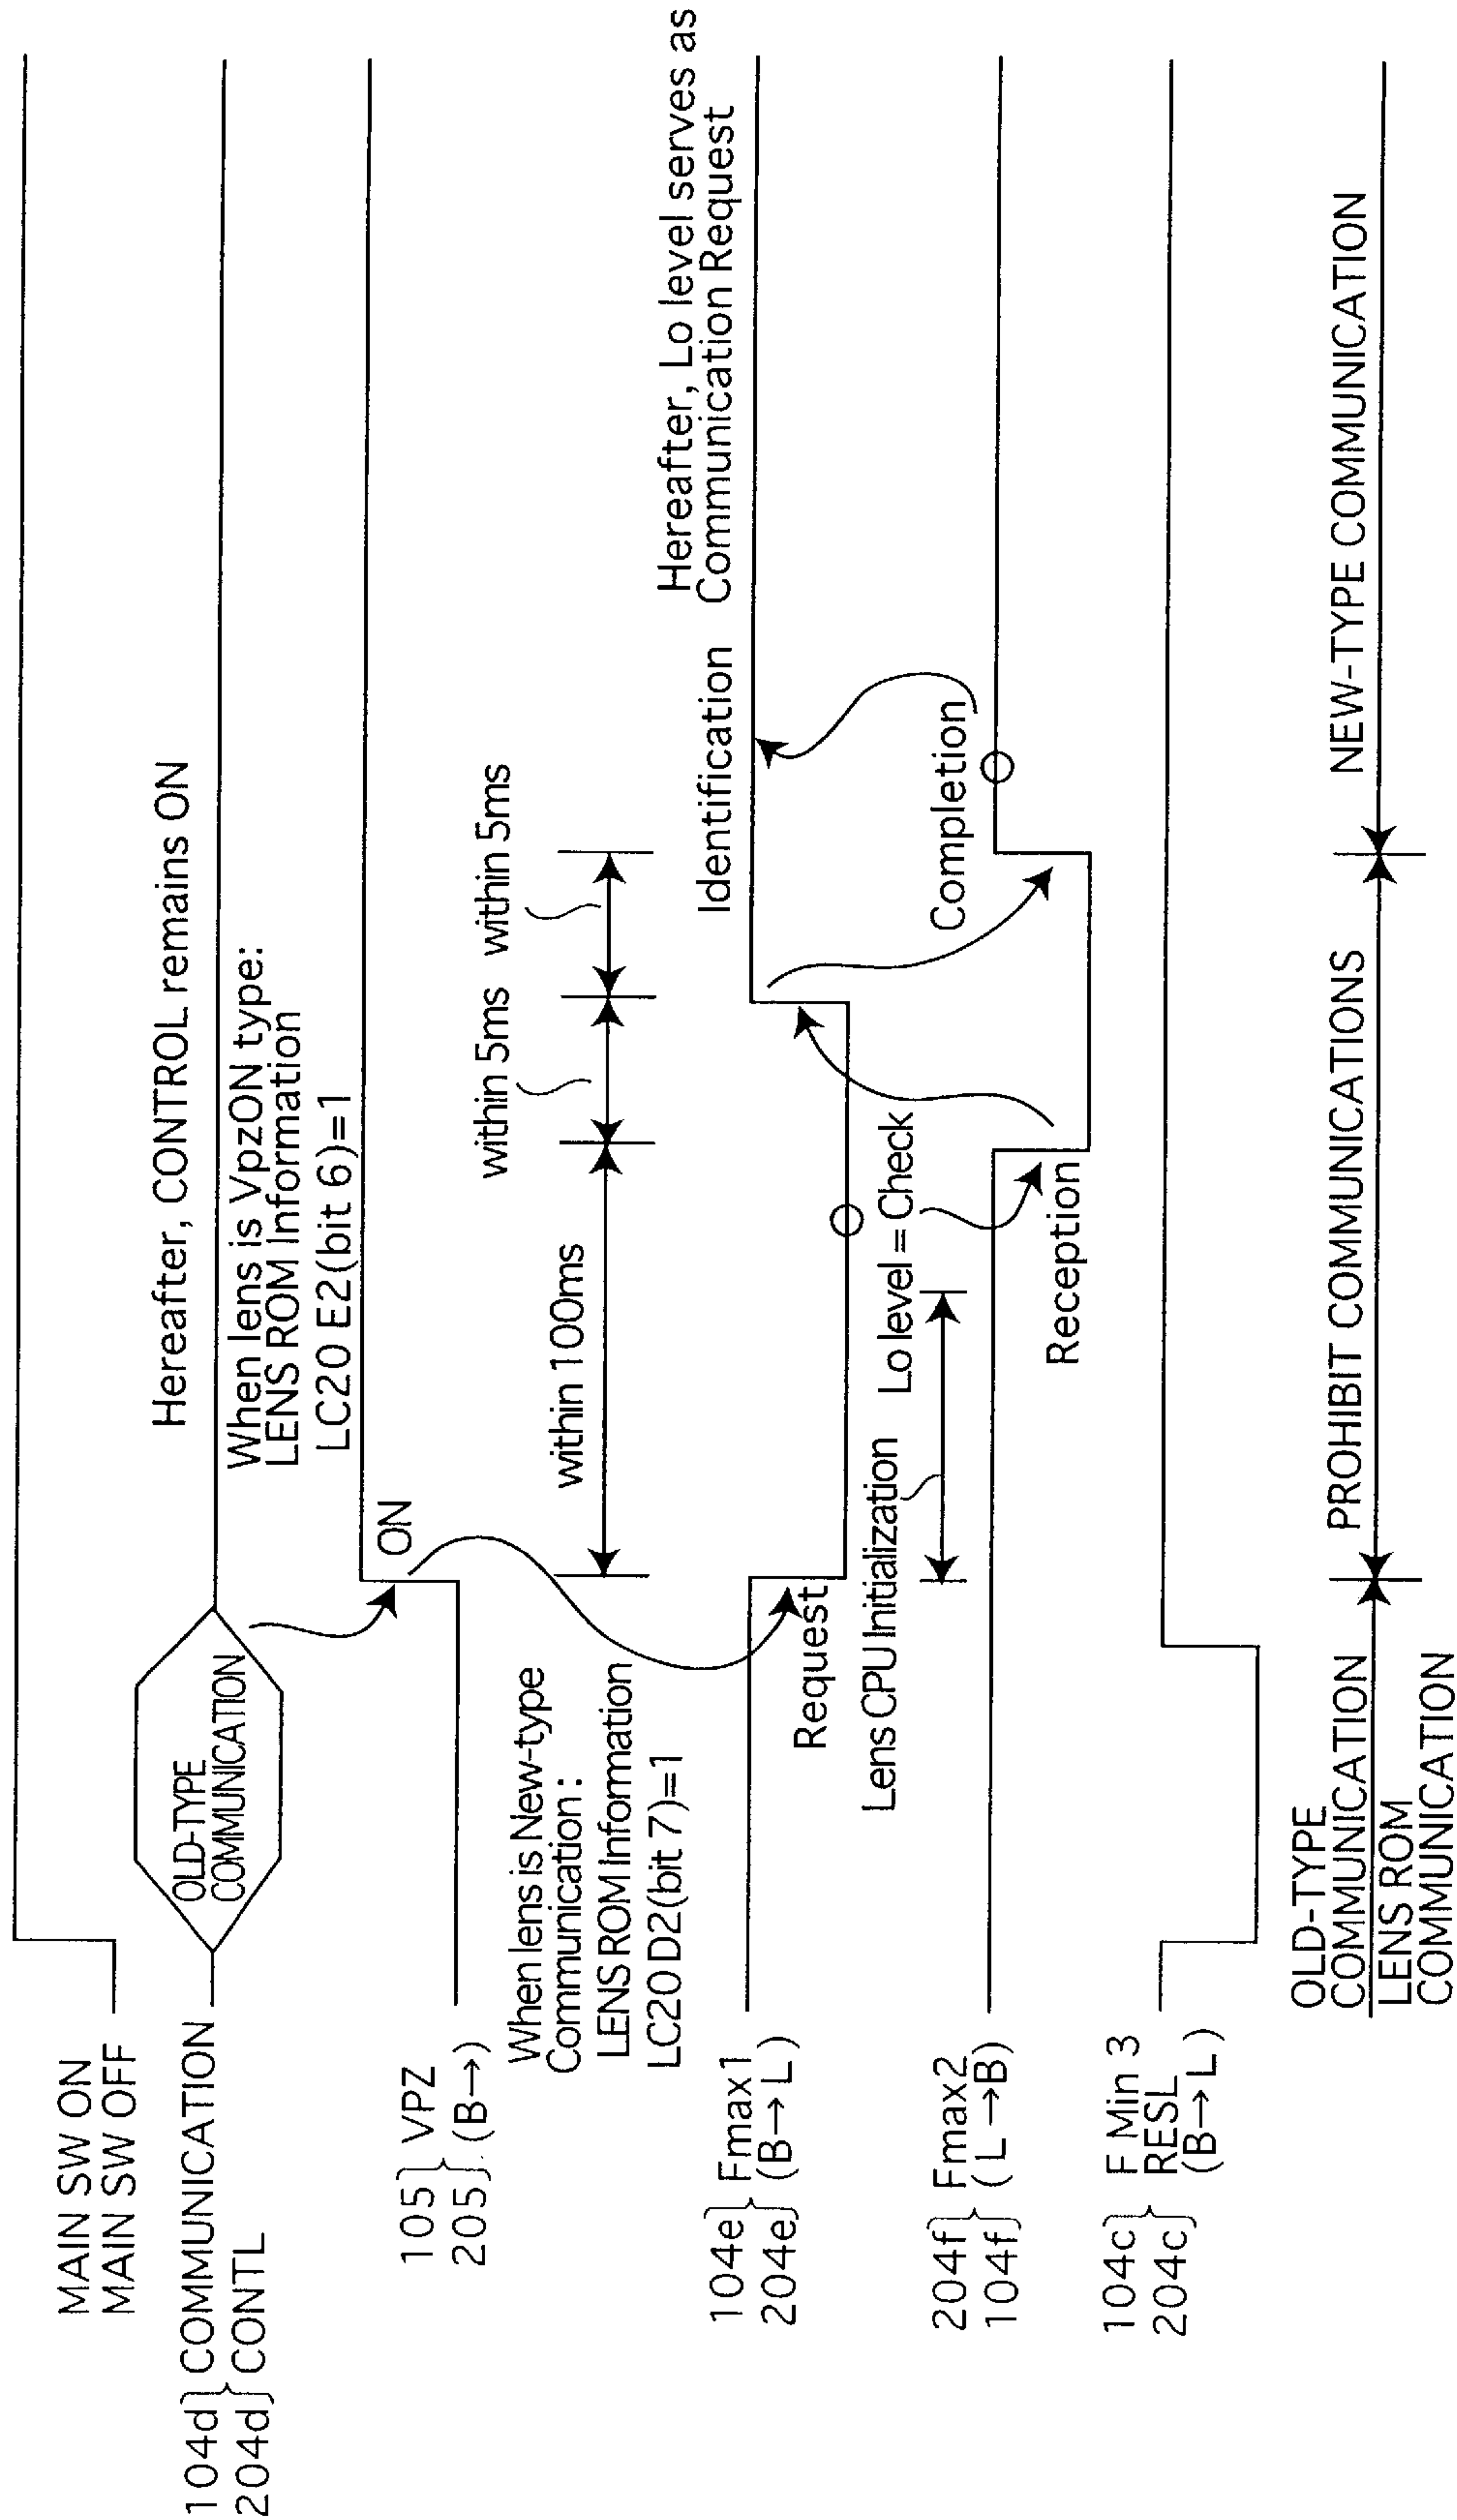 MAIN SW ON
MAIN SW OFF
104d
204d
COMMUNICATION
CONTL
OLD-TYPE
COMMUNICATION
Hereafter, CONTROL remains ON
When lens is VpzON type:
LENS ROM Information
LC20 E2(bit 6)=1
105
205
VPZ
(B→)
ON
When lens is New-type
Communication :
LENS ROM Information
LC20 D2(bit 7)=1
within 100ms
within 5ms
within 5ms
104e
204e
Fmax1
(B→L)
Request
Identification
Hereafter, Lo level serves as
Communication Request
Lens CPU Initialization
Lo level = Check
204f
104f
Fmax2
(L→B)
Reception
Completion
104c
204c
F Min 3
RESL
(B→L)
OLD-TYPE
COMMUNICATION
LENS ROM
COMMUNICATION
PROHIBIT COMMUNICATIONS
NEW-TYPE COMMUNICATION